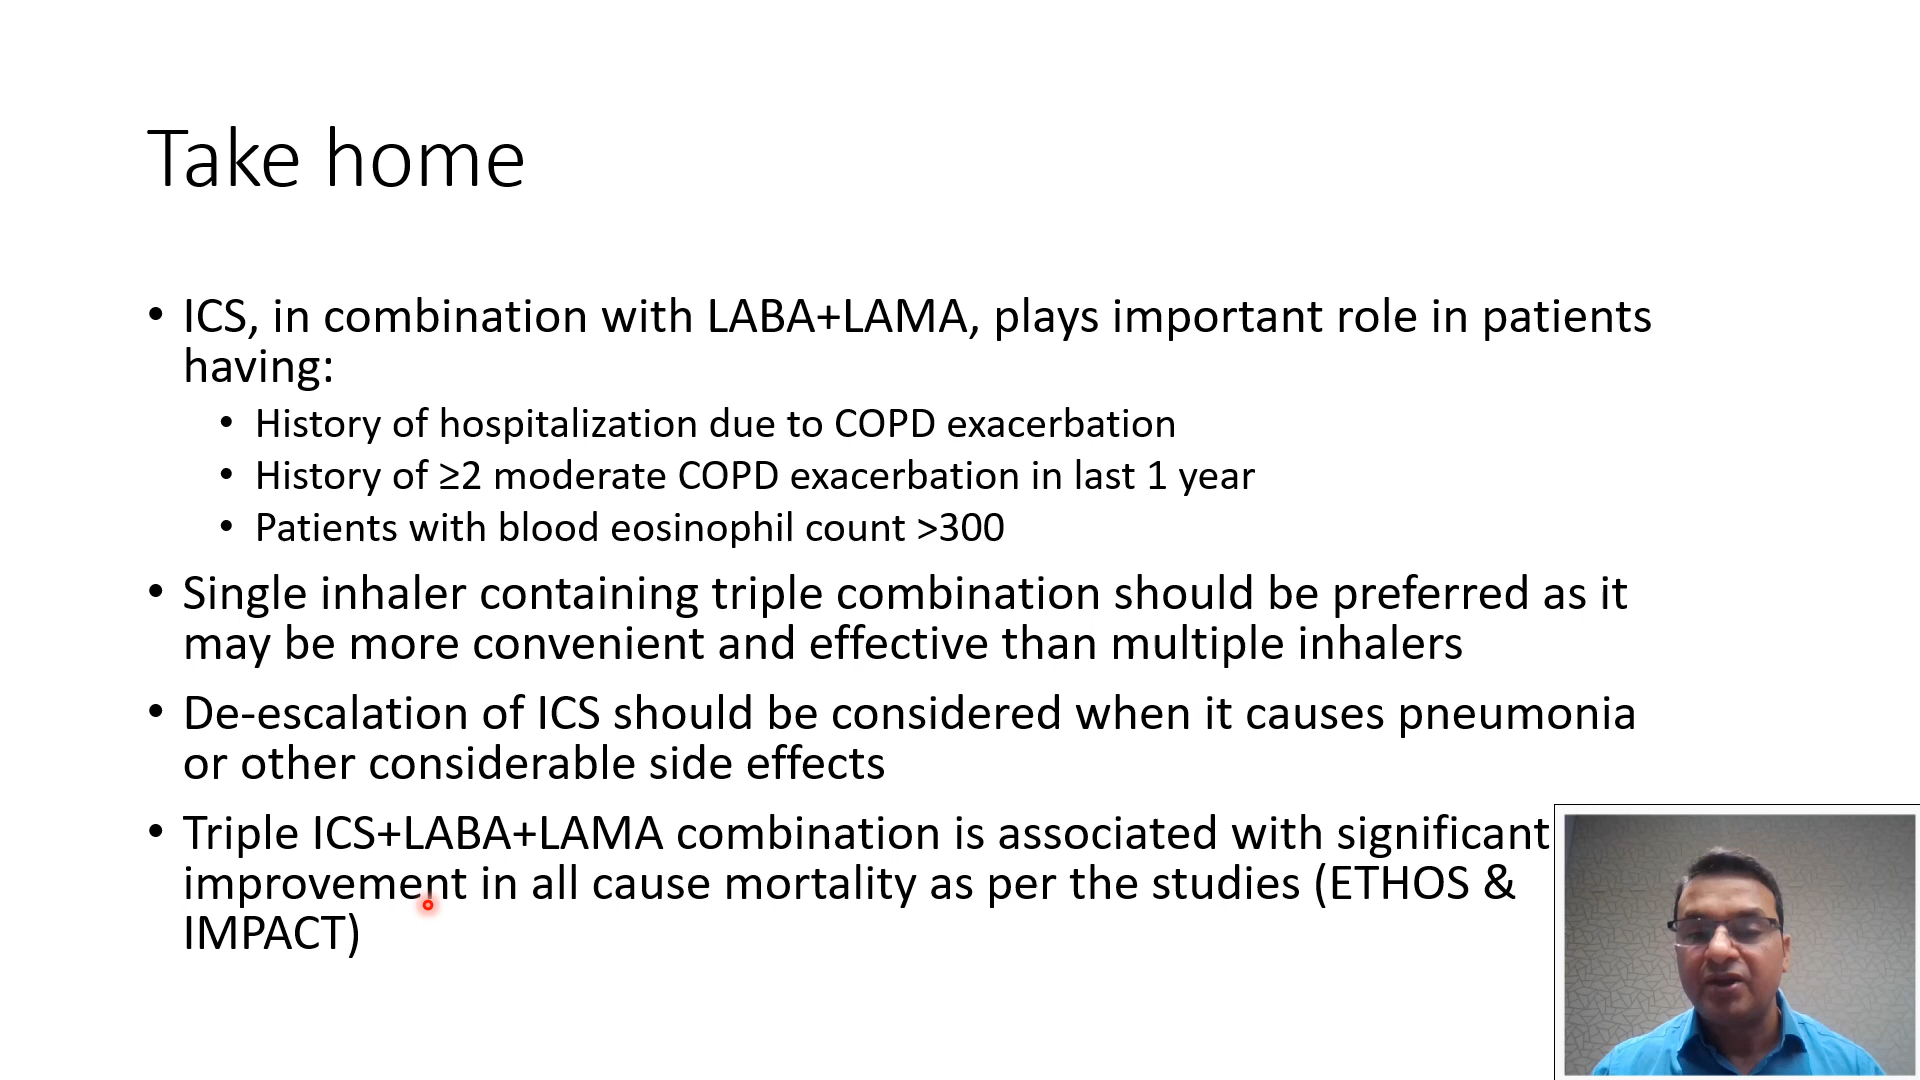 Take home
• ICS, in combination with LABA+LAMA, plays important role in patients
having:
• History of hospitalization due to COPD exacerbation
• History of ≥2 moderate COPD exacerbation in last 1 year
• Patients with blood eosinophil count >300
• Single inhaler containing triple combination should be preferred as it
may be more convenient and effective than multiple inhalers
• De-escalation of ICS should be considered when it causes pneumonia
or other considerable side effects
• Triple ICS+LABA+LAMA combination is associated with significant
improvement in all cause mortality as per the studies (ETHOS &
IMPACT)